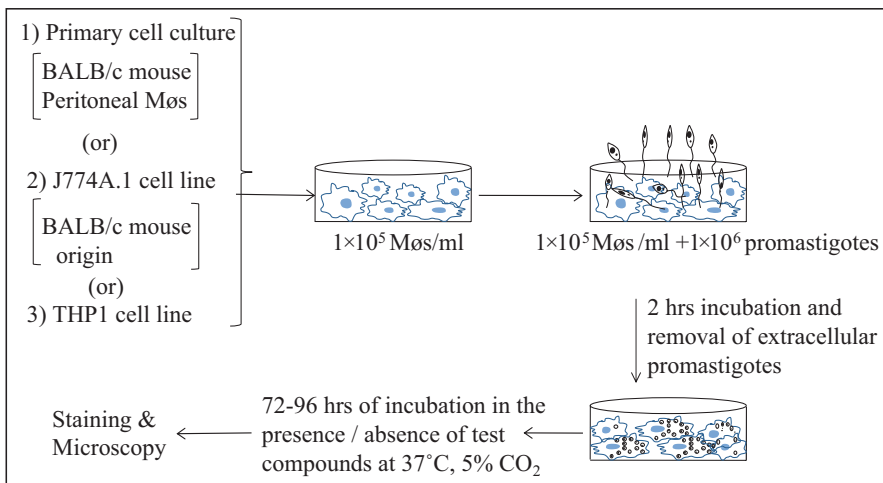 1) Primary cell culture
BALB/c mouse
Peritoneal Møs
(or)
2) J774A.1 cell line
BALB/c mouse
origin
(or)
3) THP1 cell line
1×10⁵ Møs/ml
1×10⁵ Møs /ml +1×10⁶ promastigotes
2 hrs incubation and
removal of extracellular
promastigotes
72-96 hrs of incubation in the
presence / absence of test
compounds at 37˚C, 5% CO₂
Staining &
Microscopy